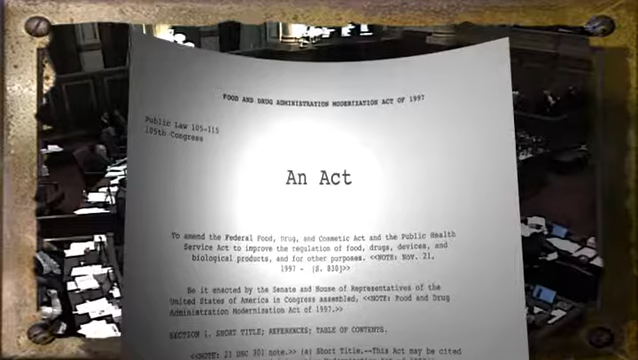 FOOD AND DRUG ADMINISTRATION MODERNIZATION ACT OF 1997
Public Law 105-115
105th Congress
An Act
To amend the Federal Food, Drug, and Cosmetic Act and the Public Health
Service Act to improve the regulation of food, drugs, devices, and
biological products, and for other purposes. <<NOTE: Nov. 21,
1997 - [S. 830]>>
Be it enacted by the Senate and House of Representatives of the
United States of America in Congress assembled, <<NOTE: Food and Drug
Administration Modernization Act of 1997.>>
SECTION 1. SHORT TITLE; REFERENCES; TABLE OF CONTENTS.
<<NOTE: 21 USC 301 note.>> (a) Short Title.--This Act may be cited